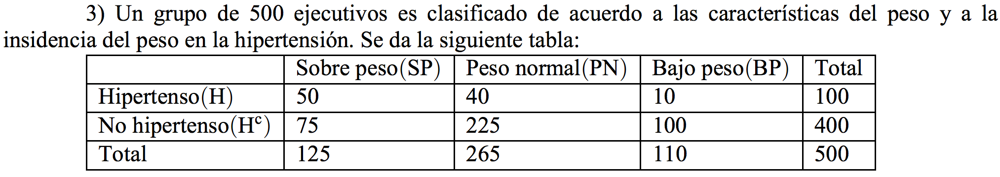 3) Un grupo de 500 ejecutivos es clasificado de acuerdo a las características del peso y a la
insidencia del peso en la hipertensión. Se da la siguiente tabla:
Sobre peso(SP) Peso normal(PN) Bajo peso(BP) Total
Hipertenso(H) 50 40 10 100
No hipertenso(Hᶜ) 75 225 100 400
Total 125 265 110 500